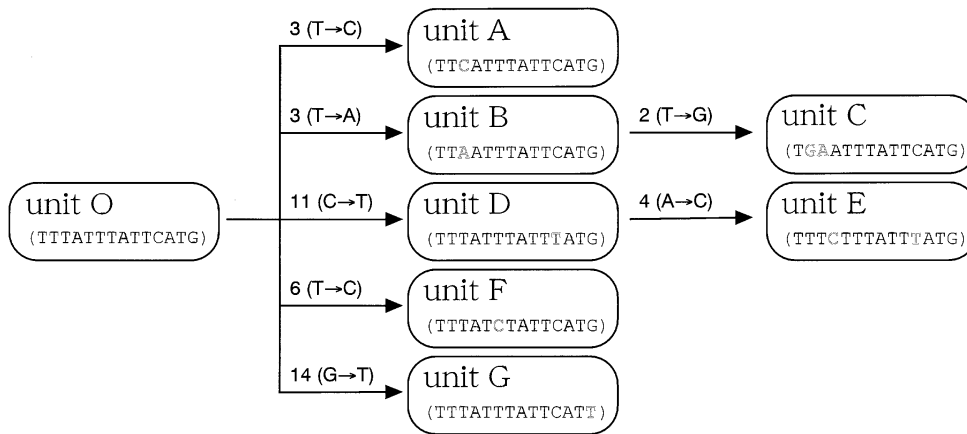 3 (T→C)
unit A
(TTCATTTATTCATG)
3 (T→A)
unit B
(TTAATTTATTCATG)
2 (T→G)
unit C
(TGAATTTATTCATG)
unit O
(TTTATTTATTCATG)
11 (C→T)
unit D
(TTTATTTATTTATG)
4 (A→C)
unit E
(TTTCTTTATTTATG)
6 (T→C)
unit F
(TTTATCTATTCATG)
14 (G→T)
unit G
(TTTATTTATTCATT)